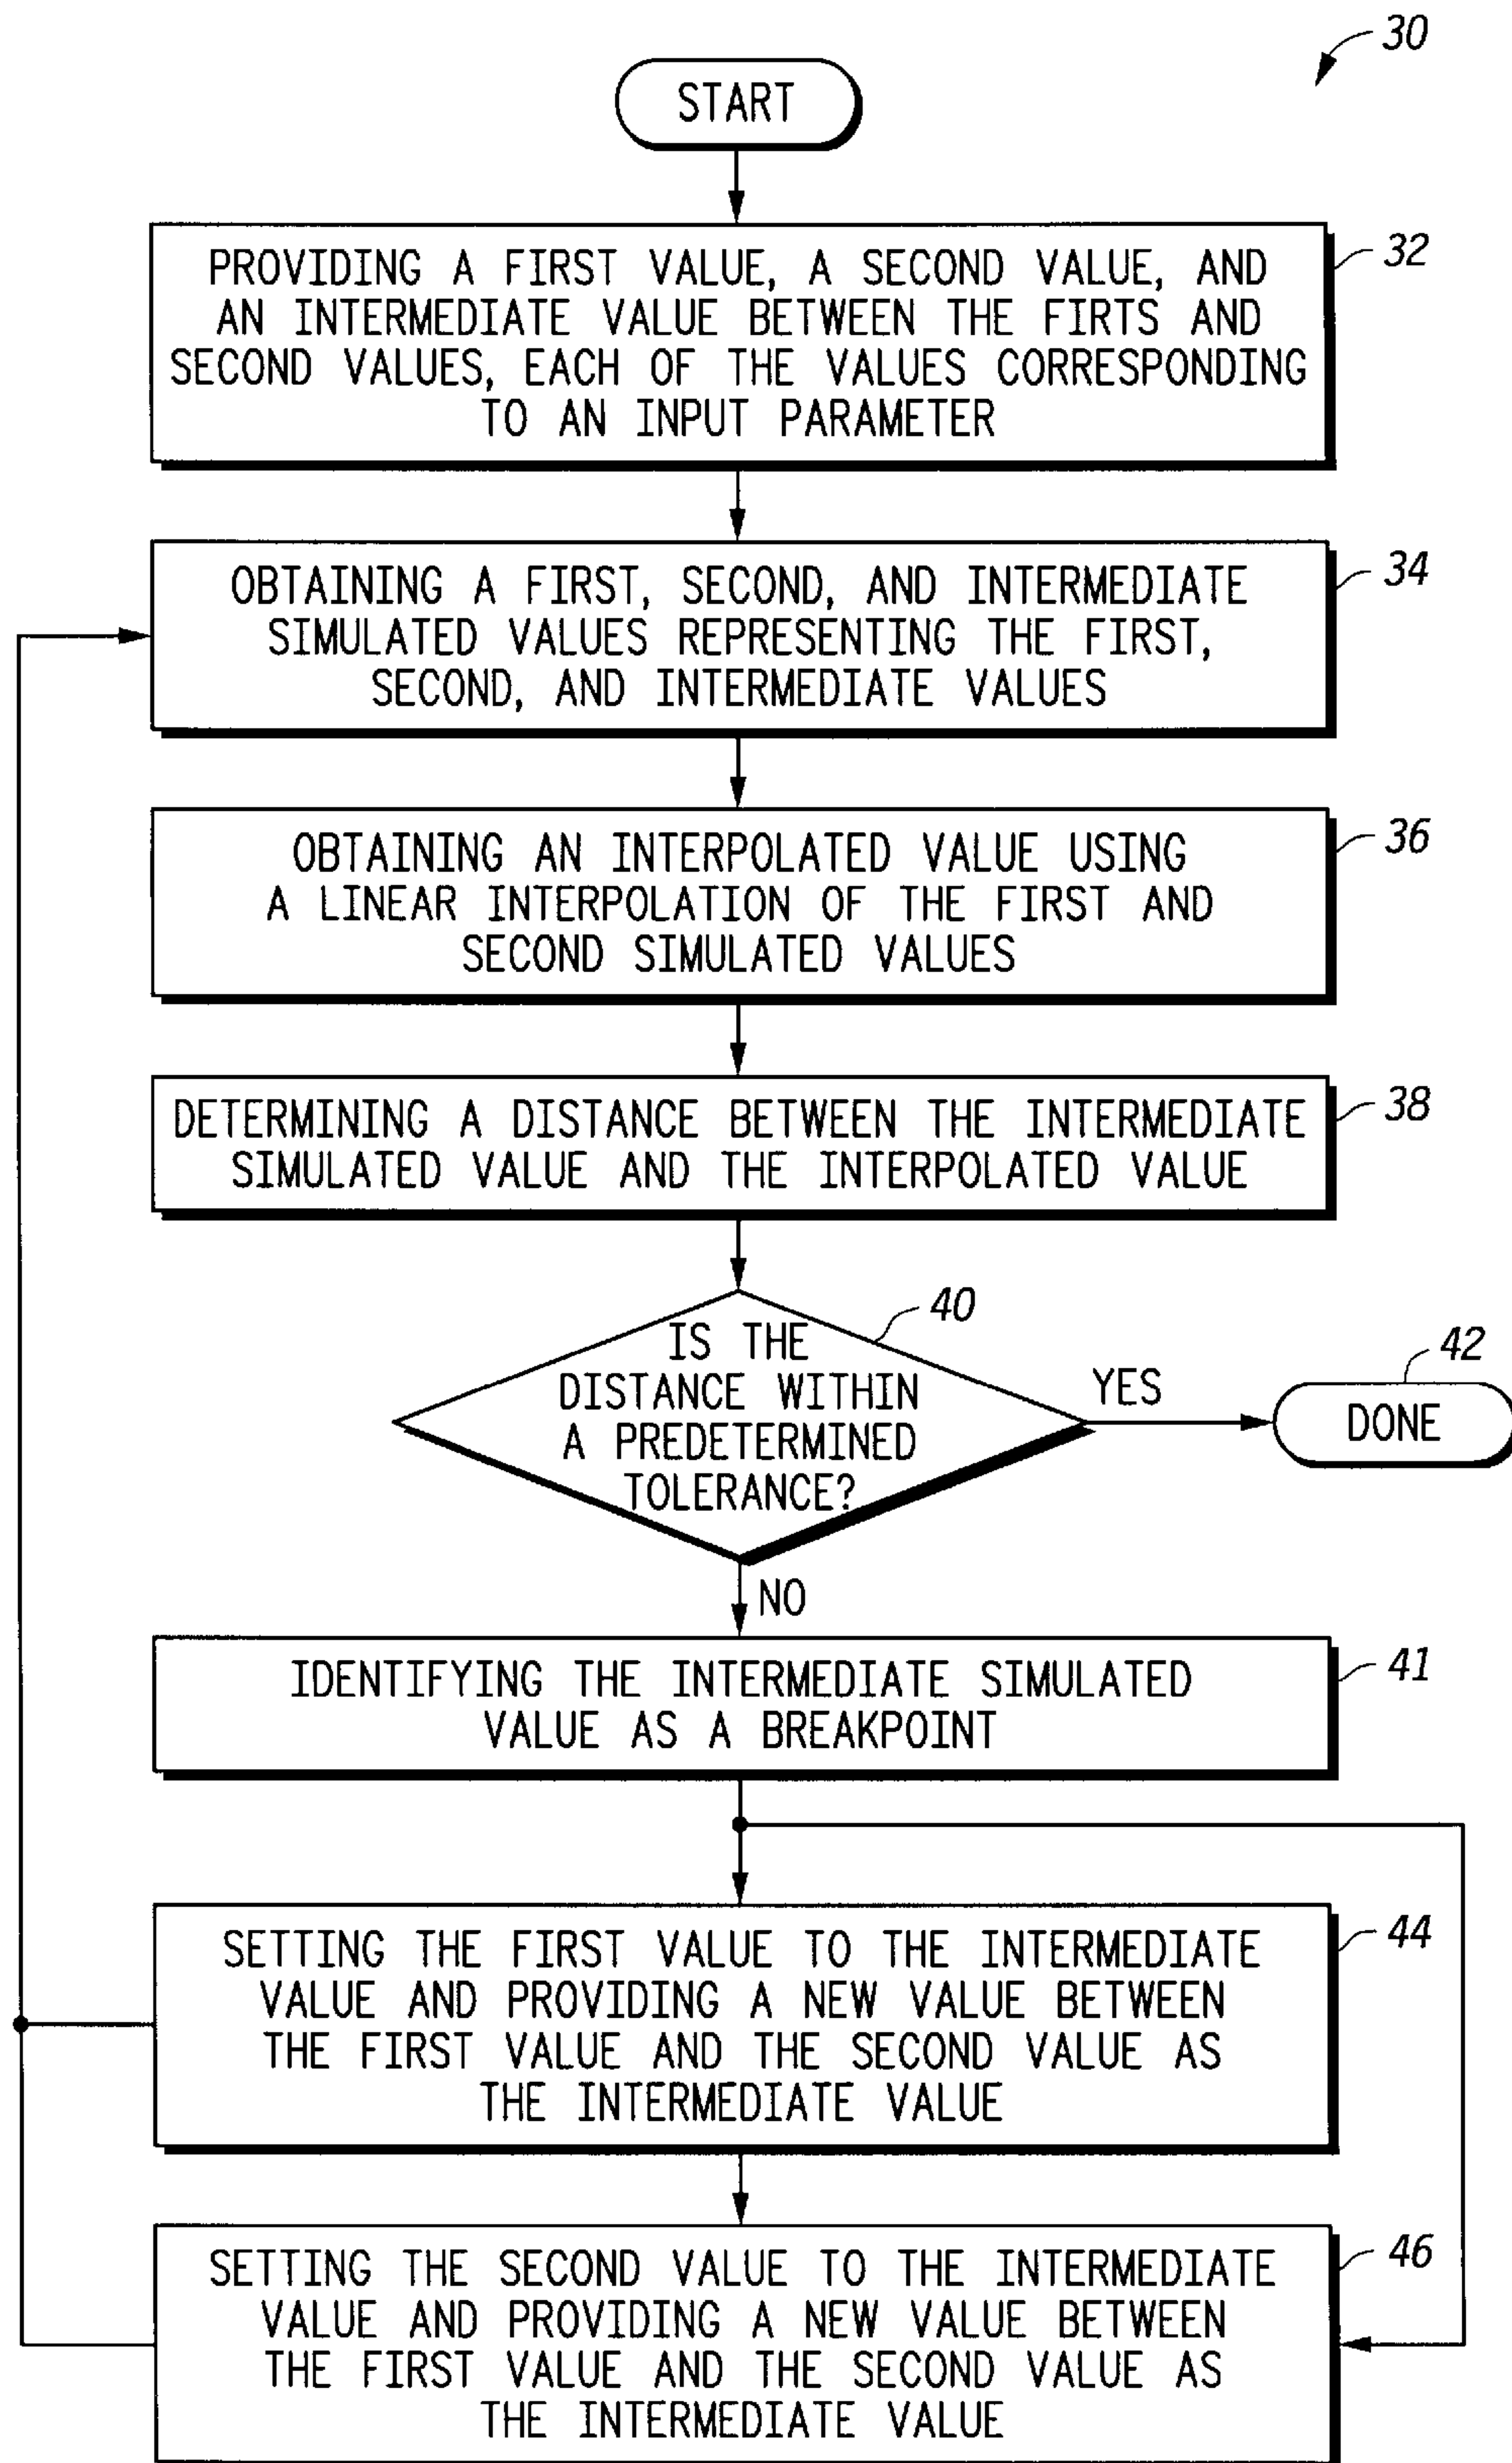 30
START
PROVIDING A FIRST VALUE, A SECOND VALUE, AND
AN INTERMEDIATE VALUE BETWEEN THE FIRTS AND
SECOND VALUES, EACH OF THE VALUES CORRESPONDING
TO AN INPUT PARAMETER
32
OBTAINING A FIRST, SECOND, AND INTERMEDIATE
SIMULATED VALUES REPRESENTING THE FIRST,
SECOND, AND INTERMEDIATE VALUES
34
OBTAINING AN INTERPOLATED VALUE USING
A LINEAR INTERPOLATION OF THE FIRST AND
SECOND SIMULATED VALUES
36
DETERMINING A DISTANCE BETWEEN THE INTERMEDIATE
SIMULATED VALUE AND THE INTERPOLATED VALUE
38
IS THE
DISTANCE WITHIN
A PREDETERMINED
TOLERANCE?
40
YES
DONE
42
NO
IDENTIFYING THE INTERMEDIATE SIMULATED
VALUE AS A BREAKPOINT
41
SETTING THE FIRST VALUE TO THE INTERMEDIATE
VALUE AND PROVIDING A NEW VALUE BETWEEN
THE FIRST VALUE AND THE SECOND VALUE AS
THE INTERMEDIATE VALUE
44
SETTING THE SECOND VALUE TO THE INTERMEDIATE
VALUE AND PROVIDING A NEW VALUE BETWEEN
THE FIRST VALUE AND THE SECOND VALUE AS
THE INTERMEDIATE VALUE
46